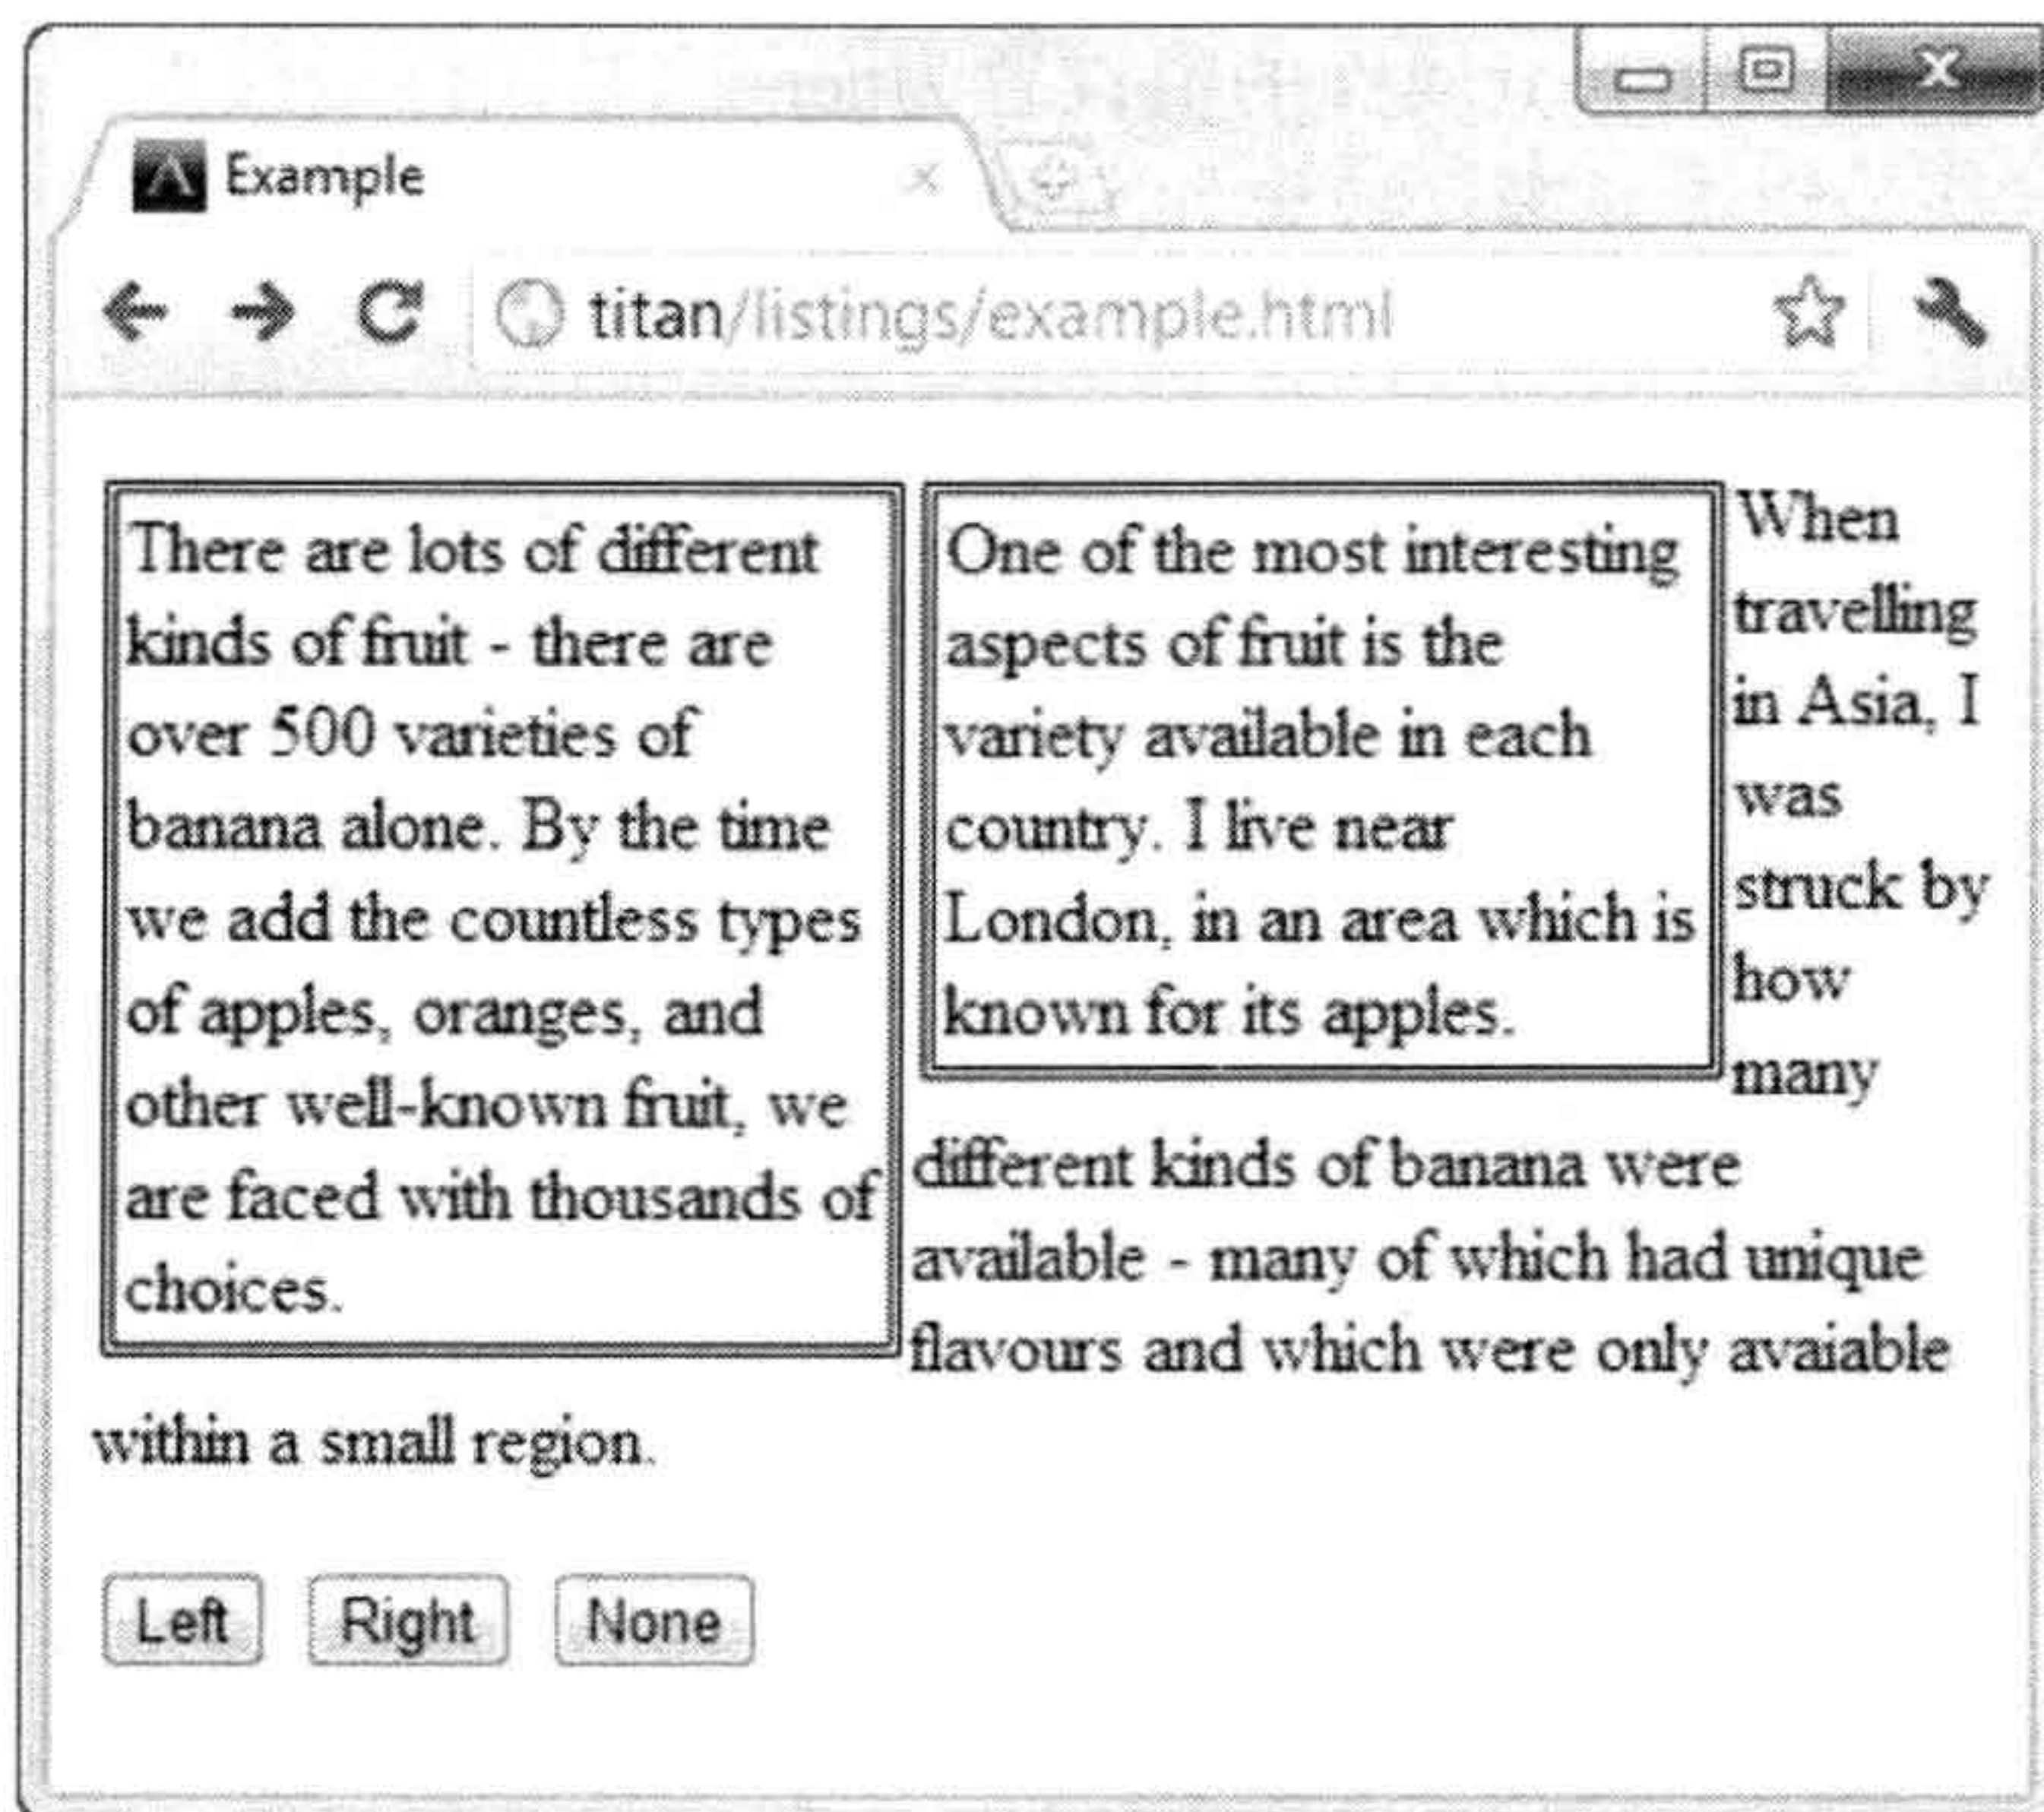 Example
titan/listings/example.html
There are lots of different
kinds of fruit - there are
over 500 varieties of
banana alone. By the time
we add the countless types
of apples, oranges, and
other well-known fruit, we
are faced with thousands of
choices.
One of the most interesting
aspects of fruit is the
variety available in each
country. I live near
London, in an area which is
known for its apples.
When
travelling
in Asia, I
was
struck by
how
many
different kinds of banana were
available - many of which had unique
flavours and which were only avaiable
within a small region.
Left Right None